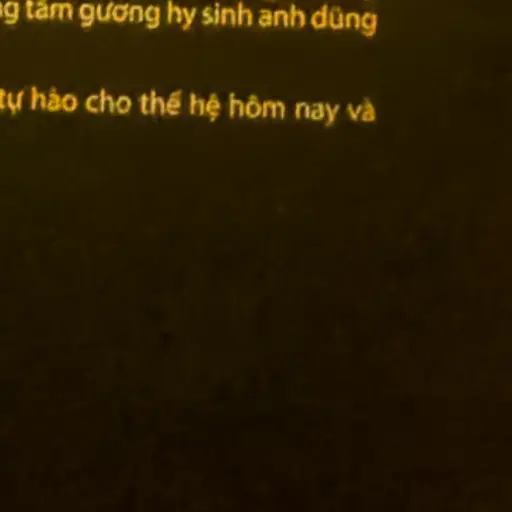 tấm gương hy sinh anh dũng
tự hào cho thế hệ hôm nay và